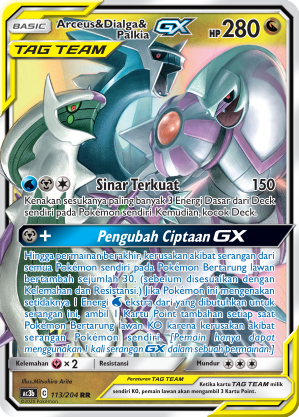 BASIC
Arceus&Dialga&
Palkia GX
HP 280
TAG TEAM
Sinar Terkuat 150
Kenakan sesukanya paling banyak 3 Energi Dasar dari Deck
sendiri pada Pokémon sendiri. Kemudian, kocok Deck.
+ Pengubah Ciptaan GX
Hingga permainan berakhir, kerusakan akibat serangan dari
semua Pokémon sendiri pada Pokémon Bertarung lawan
bertambah sejumlah 30. (sebelum disesuaikan dengan
Kelemahan dan Resistansi.) Jika Pokémon ini mengenakan
setidaknya 1 Energi ekstra dari yang dibutuhkan untuk
serangan ini, ambil 1 Kartu Point tambahan setiap saat
Pokémon Bertarung lawan KO karena kerusakan akibat
serangan Pokémon sendiri. [Pemain hanya dapat
menggunakan 1 kali serangan GX dalam sebuah permainan.]
Kelemahan ×2 Resistansi Mundur
Illus. Mitsuhiro Arita
Peraturan TAG TEAM
Ketika kartu TAG TEAM milik
sendiri KO, pemain lawan akan mengambil 3 Kartu Point.
AC3b C 113/204 RR